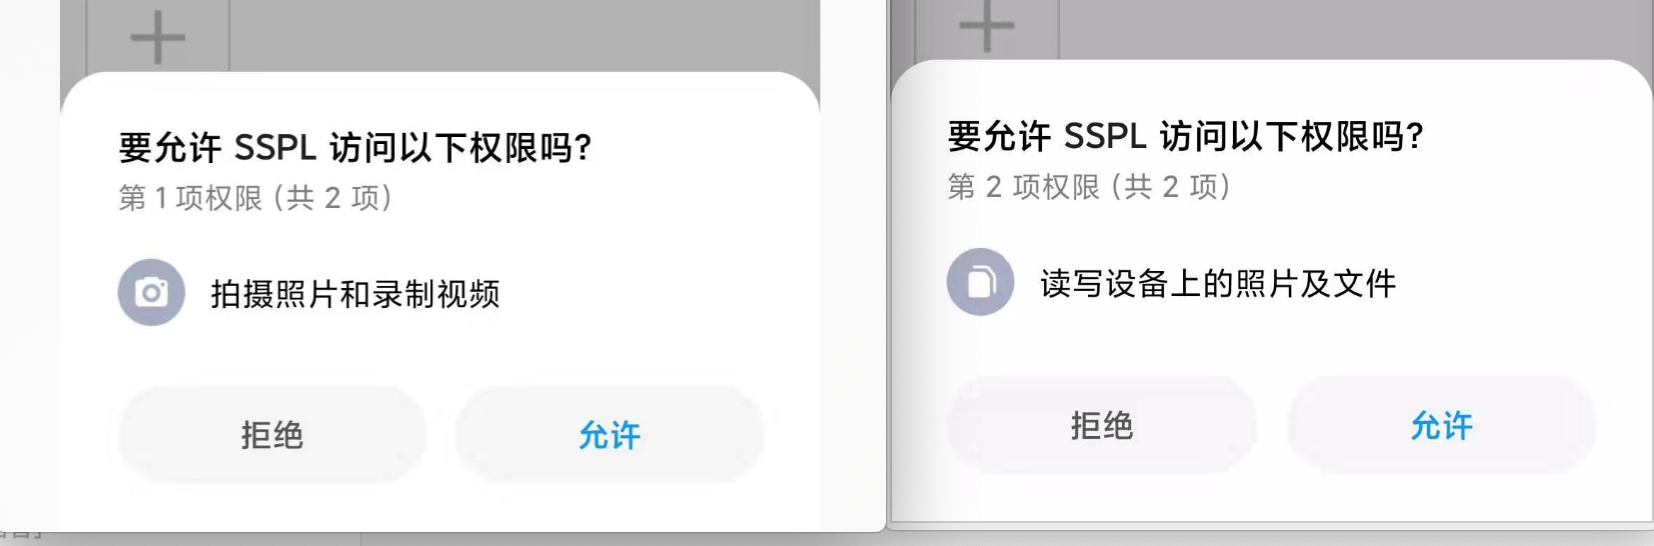 要允许 SSPL 访问以下权限吗?
第 1 项权限 (共 2 项)
拍摄照片和录制视频
拒绝
允许
要允许 SSPL 访问以下权限吗?
第 2 项权限 (共 2 项)
读写设备上的照片及文件
拒绝
允许